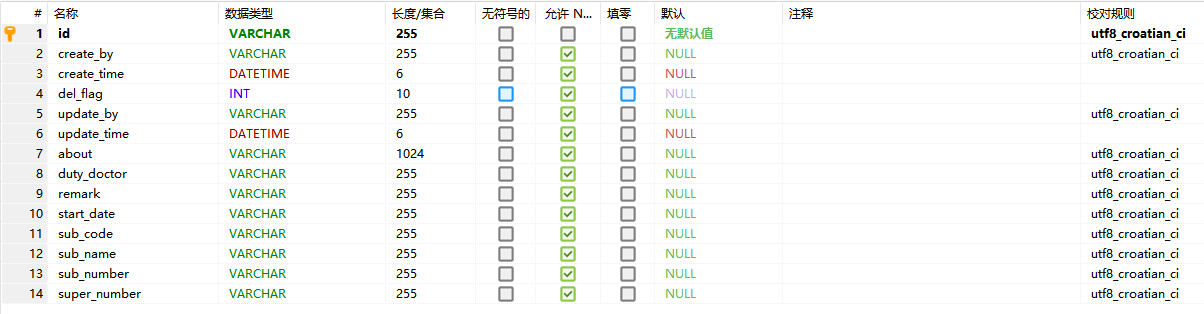 # 名称 数据类型 长度/集合 无符号的 允许 N... 填零 默认 注释 校对规则
1 id VARCHAR 255 无默认值 utf8_croatian_ci
2 create_by VARCHAR 255 NULL utf8_croatian_ci
3 create_time DATETIME 6 NULL
4 del_flag INT 10 NULL
5 update_by VARCHAR 255 NULL utf8_croatian_ci
6 update_time DATETIME 6 NULL
7 about VARCHAR 1024 NULL utf8_croatian_ci
8 duty_doctor VARCHAR 255 NULL utf8_croatian_ci
9 remark VARCHAR 255 NULL utf8_croatian_ci
10 start_date VARCHAR 255 NULL utf8_croatian_ci
11 sub_code VARCHAR 255 NULL utf8_croatian_ci
12 sub_name VARCHAR 255 NULL utf8_croatian_ci
13 sub_number VARCHAR 255 NULL utf8_croatian_ci
14 super_number VARCHAR 255 NULL utf8_croatian_ci